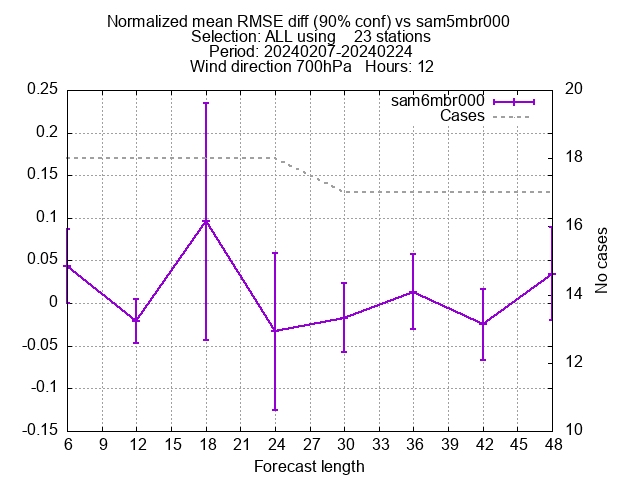 Normalized mean RMSE diff (90% conf) vs sam5mbr000
Selection: ALL using    23 stations
Period: 20240207-20240224
Wind direction 700hPa   Hours: 12
sam6mbr000
Cases
0.25
0.2
0.15
0.1
0.05
0
-0.05
-0.1
-0.15
20
18
16
14
12
10
No cases
6 9 12 15 18 21 24 27 30 33 36 39 42 45 48
Forecast length